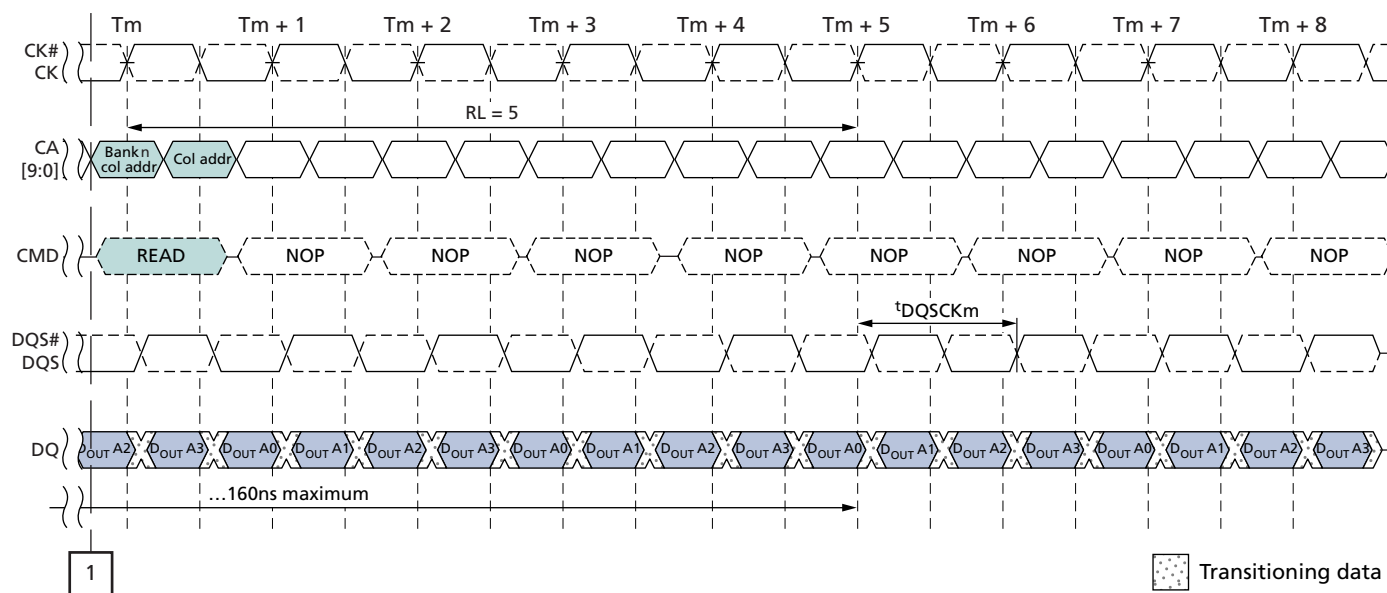 Tm Tm + 1 Tm + 2 Tm + 3 Tm + 4 Tm + 5 Tm + 6 Tm + 7 Tm + 8
CK#
CK
RL = 5
CA
[9:0]
Bank n
col addr
Col addr
CMD READ NOP NOP NOP NOP NOP NOP NOP NOP
tDQSCKm
DQS#
DQS
DQ DOUT A2 DOUT A3 DOUT A0 DOUT A1 DOUT A2 DOUT A3 DOUT A0 DOUT A1 DOUT A2 DOUT A3 DOUT A0 DOUT A1 DOUT A2 DOUT A3 DOUT A0 DOUT A1 DOUT A2 DOUT A3
...160ns maximum
1
Transitioning data